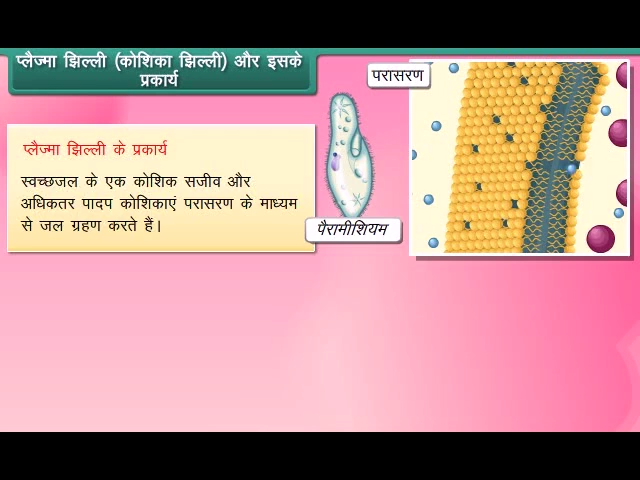 प्लैज्मा झिल्ली (कोशिका झिल्ली) और इसके
प्रकार्य
परासरण
प्लैज्मा झिल्ली के प्रकार्य
स्वच्छजल के एक कोशिक सजीव और
अधिकतर पादप कोशिकाएं परासरण के माध्यम
से जल ग्रहण करते हैं।
पैरामीशियम